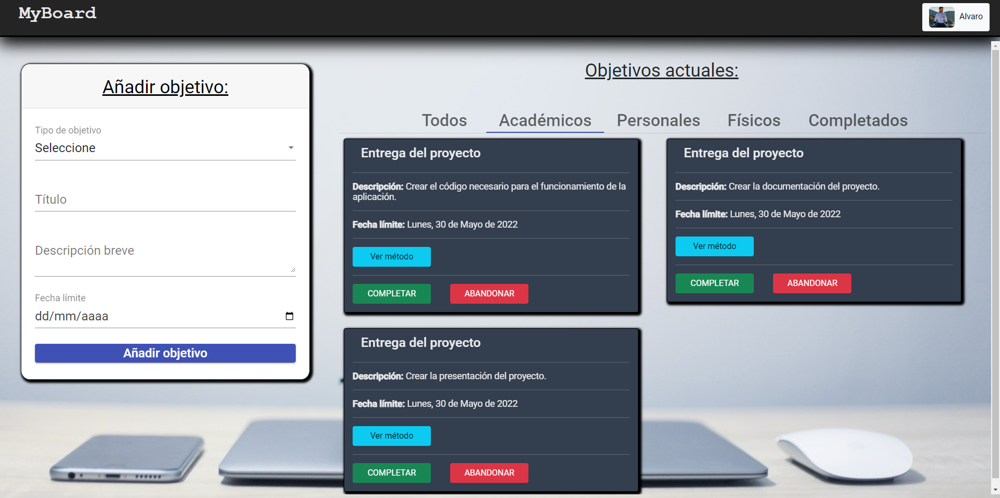 MyBoard
Alvaro
Añadir objetivo:
Tipo de objetivo
Seleccione
Título
Descripción breve
Fecha límite
dd/mm/aaaa
Añadir objetivo
Objetivos actuales:
Todos
Académicos
Personales
Físicos
Completados
Entrega del proyecto
Descripción: Crear el código necesario para el funcionamiento de la
aplicación.
Fecha límite: Lunes, 30 de Mayo de 2022
Ver método
COMPLETAR
ABANDONAR
Entrega del proyecto
Descripción: Crear la documentación del proyecto.
Fecha límite: Lunes, 30 de Mayo de 2022
Ver método
COMPLETAR
ABANDONAR
Entrega del proyecto
Descripción: Crear la presentación del proyecto.
Fecha límite: Lunes, 30 de Mayo de 2022
Ver método
COMPLETAR
ABANDONAR